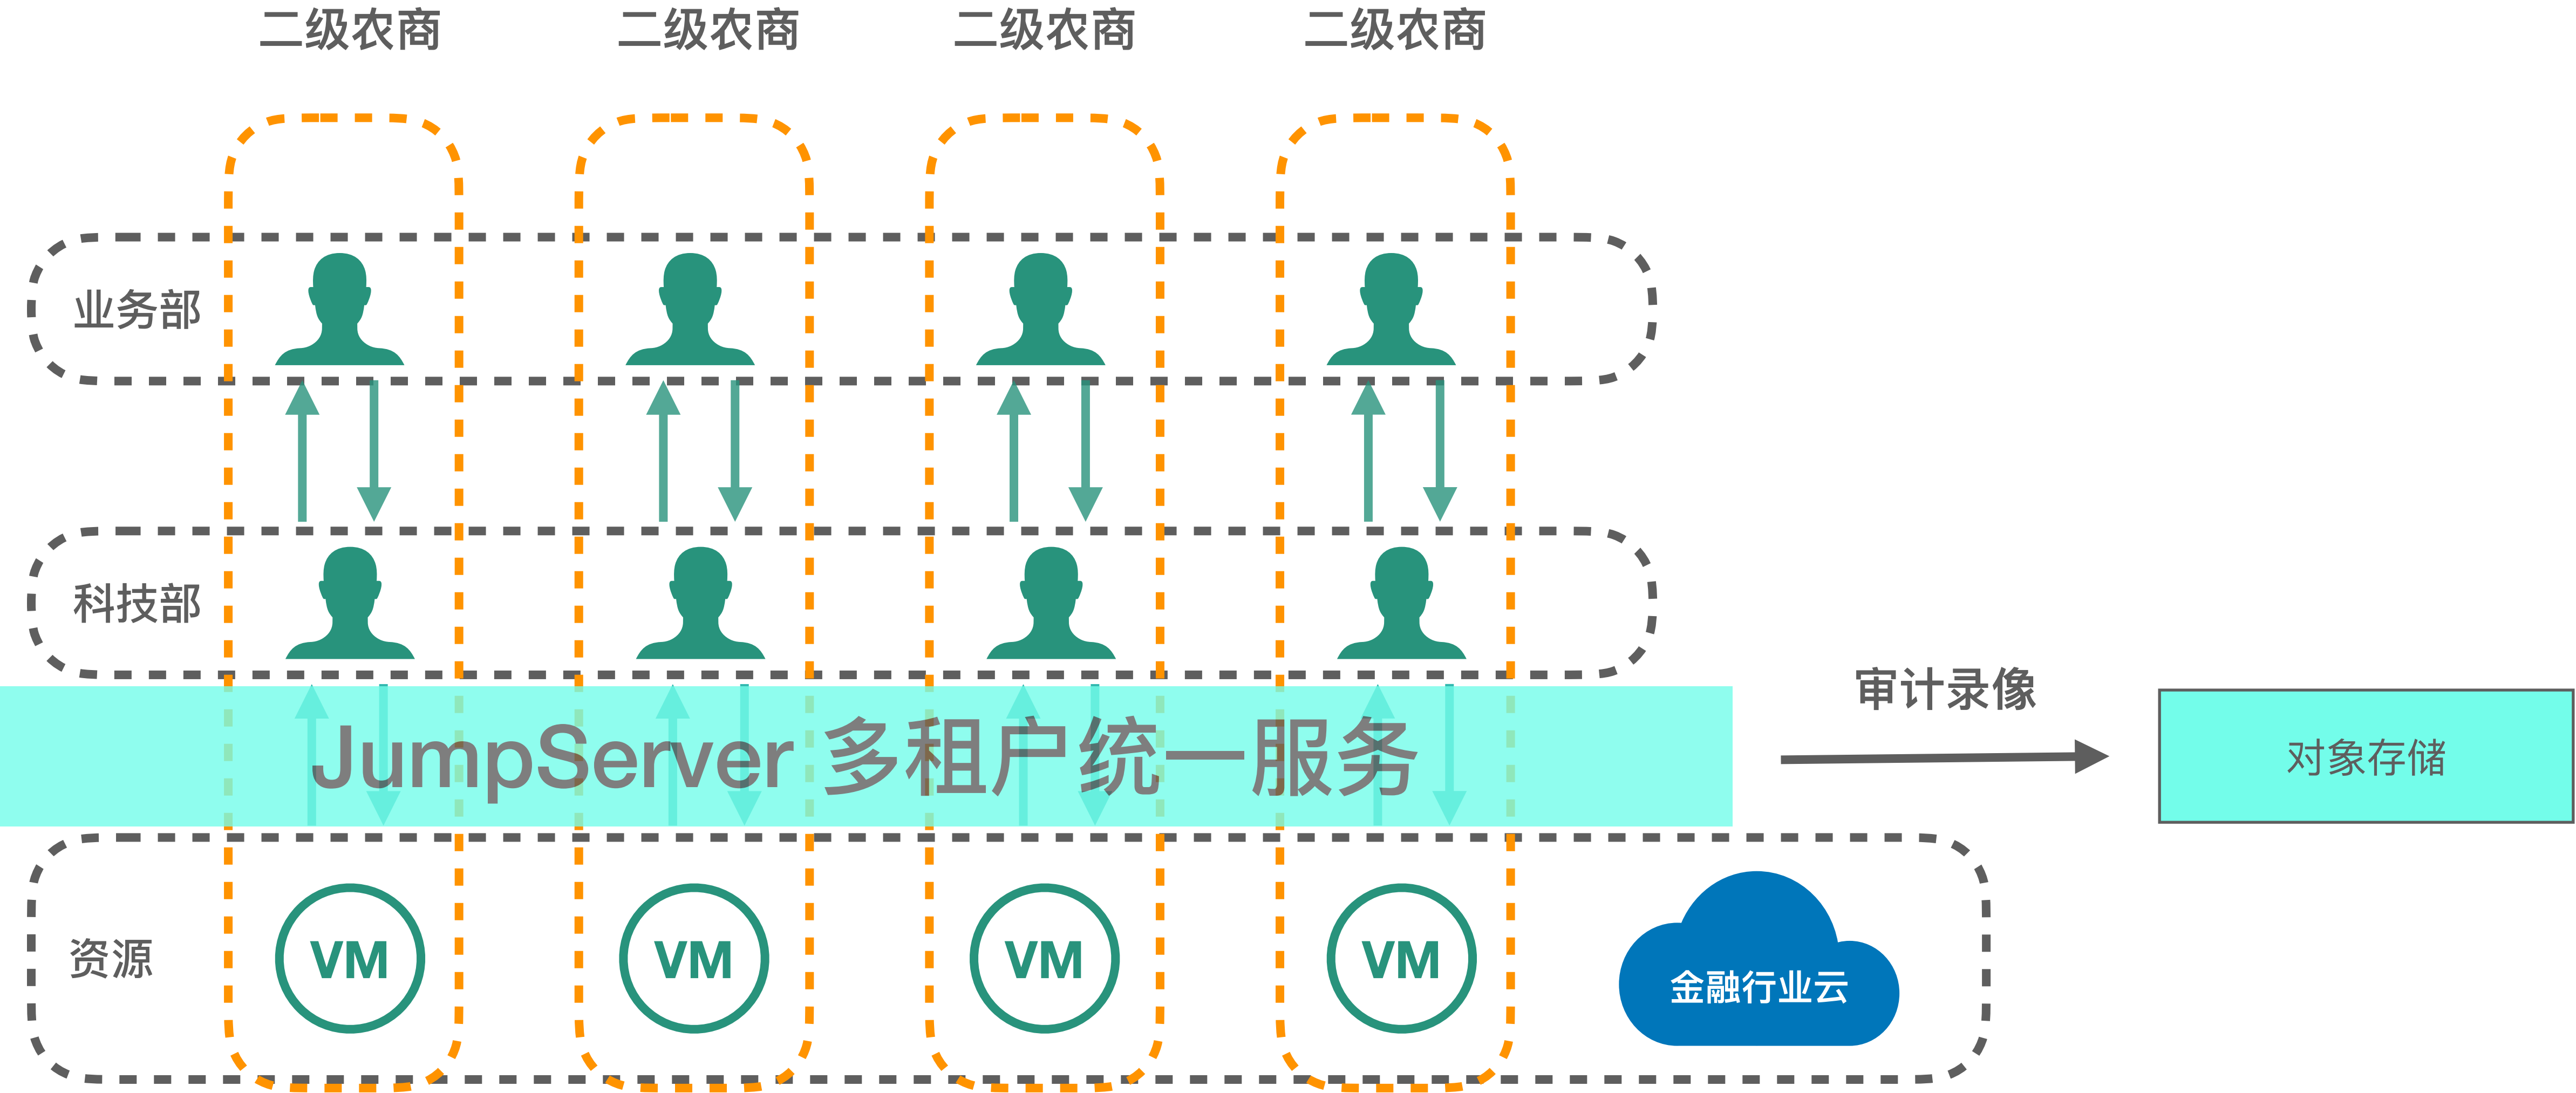 二级农商
二级农商
二级农商
二级农商
业务部
科技部
审计录像
JumpServer 多租户统一服务
对象存储
资源
VM
VM
VM
VM
金融行业云